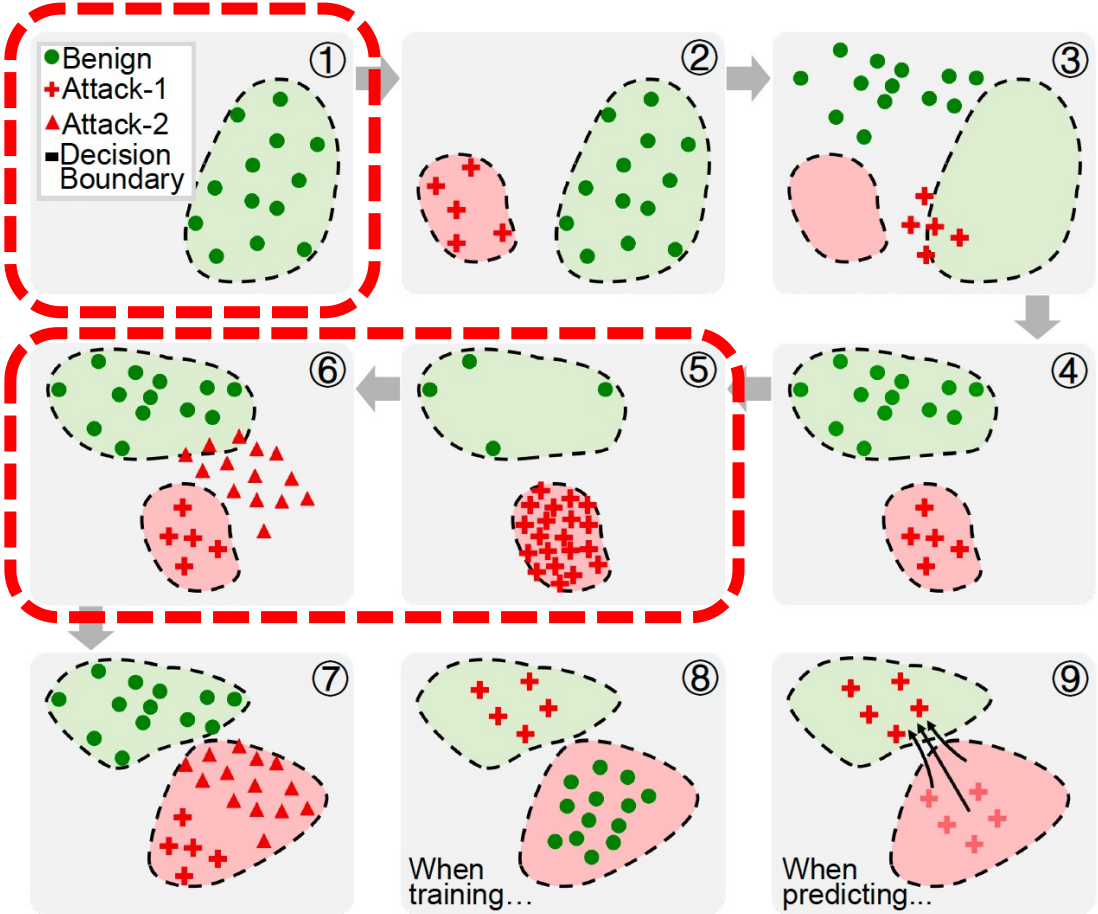 Benign
①
Attack-1
Attack-2
Decision
Boundary
②
③
⑥
⑤
④
⑦
⑧
⑨
When
training...
When
predicting...